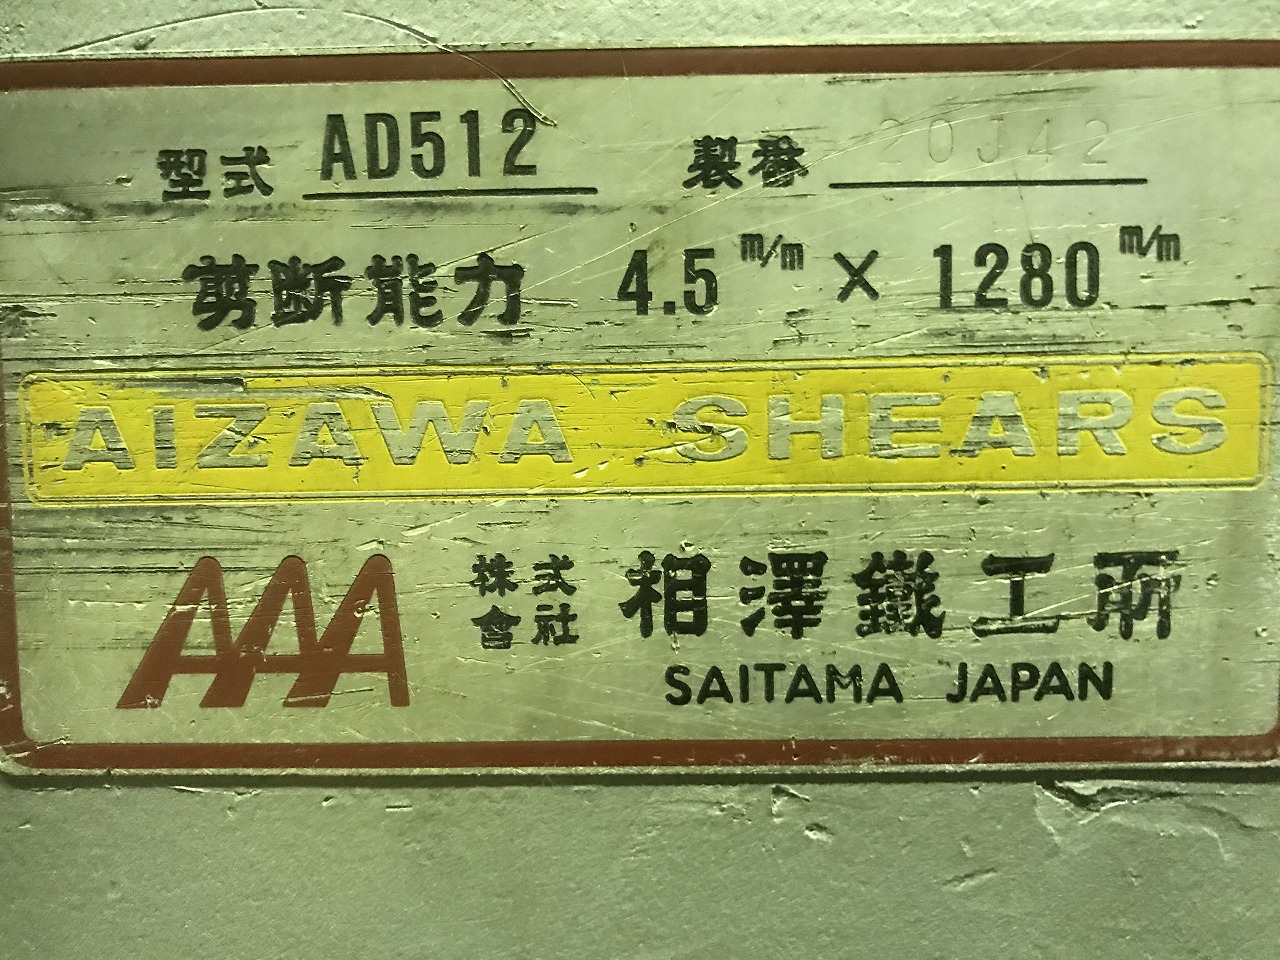 型式 AD512 製番 20J42
剪断能力 4.5 m/m × 1280 m/m
AIZAWA SHEARS
AAA 株式會社 相澤鐵工所
SAITAMA JAPAN